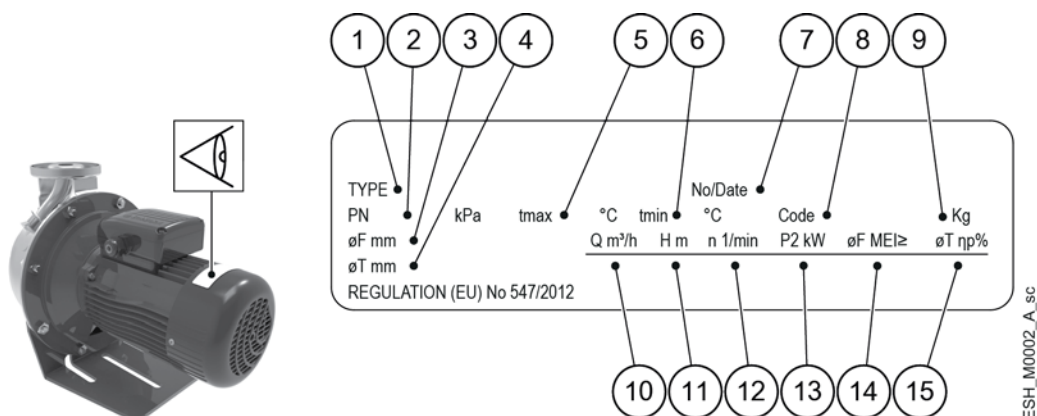 1 2 3 4 5 6 7 8 9
TYPE No/Date
PN kPa tmax °C tmin °C Code Kg
øF mm Q m³/h H m n 1/min P2 kW øF MEI≥ øT ηp%
øT mm
REGULATION (EU) No 547/2012
10 11 12 13 14 15
ESH_M0002_A_sc